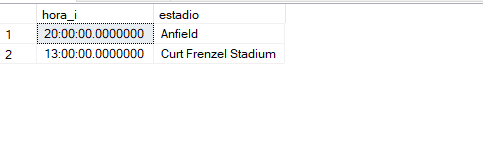 hora_i estadio
1 20:00:00.0000000 Anfield
2 13:00:00.0000000 Curt Frenzel Stadium